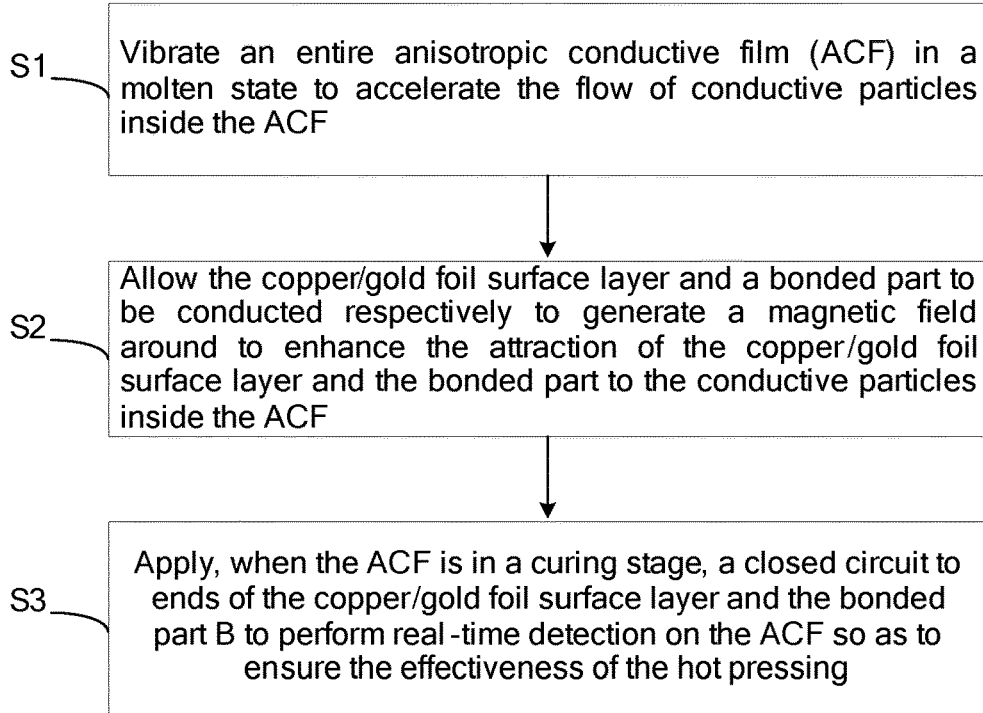 S1
Vibrate an entire anisotropic conductive film (ACF) in a
molten state to accelerate the flow of conductive particles
inside the ACF
S2
Allow the copper/gold foil surface layer and a bonded part to
be conducted respectively to generate a magnetic field
around to enhance the attraction of the copper/gold foil
surface layer and the bonded part to the conductive particles
inside the ACF
S3
Apply, when the ACF is in a curing stage, a closed circuit to
ends of the copper/gold foil surface layer and the bonded
part B to perform real-time detection on the ACF so as to
ensure the effectiveness of the hot pressing